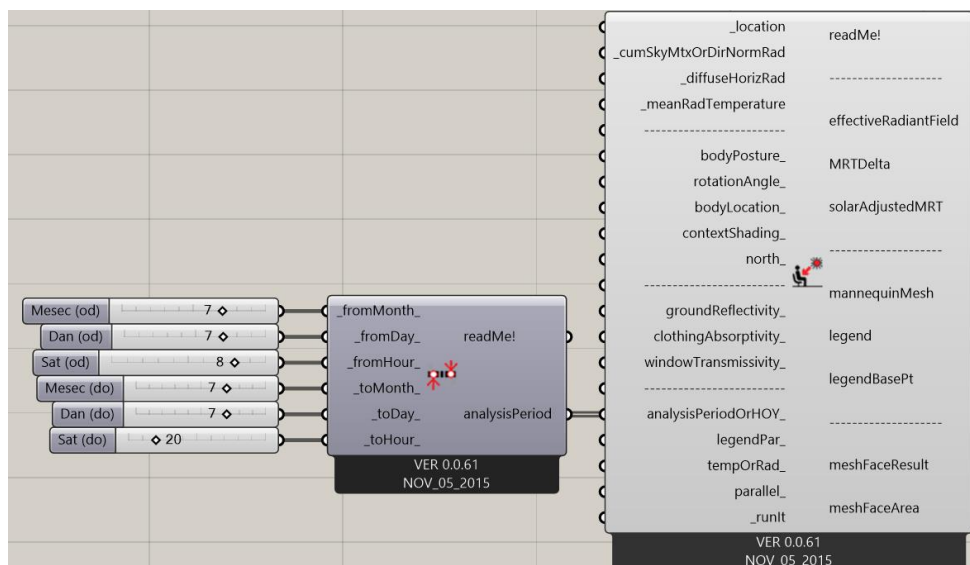 Mesec (od) 7
Dan (od) 7
Sat (od) 8
Mesec (do) 7
Dan (do) 7
Sat (do) 20
_fromMonth_
_fromDay_
_fromHour_
_toMonth_
_toDay_
_toHour_
readMe!
analysisPeriod
VER 0.0.61
NOV_05_2015
_location
_cumSkyMtxOrDirNormRad
_diffuseHorizRad
_meanRadTemperature
------------------------
bodyPosture_
rotationAngle_
bodyLocation_
contextShading_
north_
------------------------
groundReflectivity_
clothingAbsorptivity_
windowTransmissivity_
------------------------
analysisPeriodOrHOY_
legendPar_
tempOrRad_
parallel_
_runIt
readMe!
-------------------
effectiveRadiantField
MRTDelta
solarAdjustedMRT
-------------------
mannequinMesh
legend
legendBasePt
-------------------
meshFaceResult
meshFaceArea
VER 0.0.61
NOV_05_2015